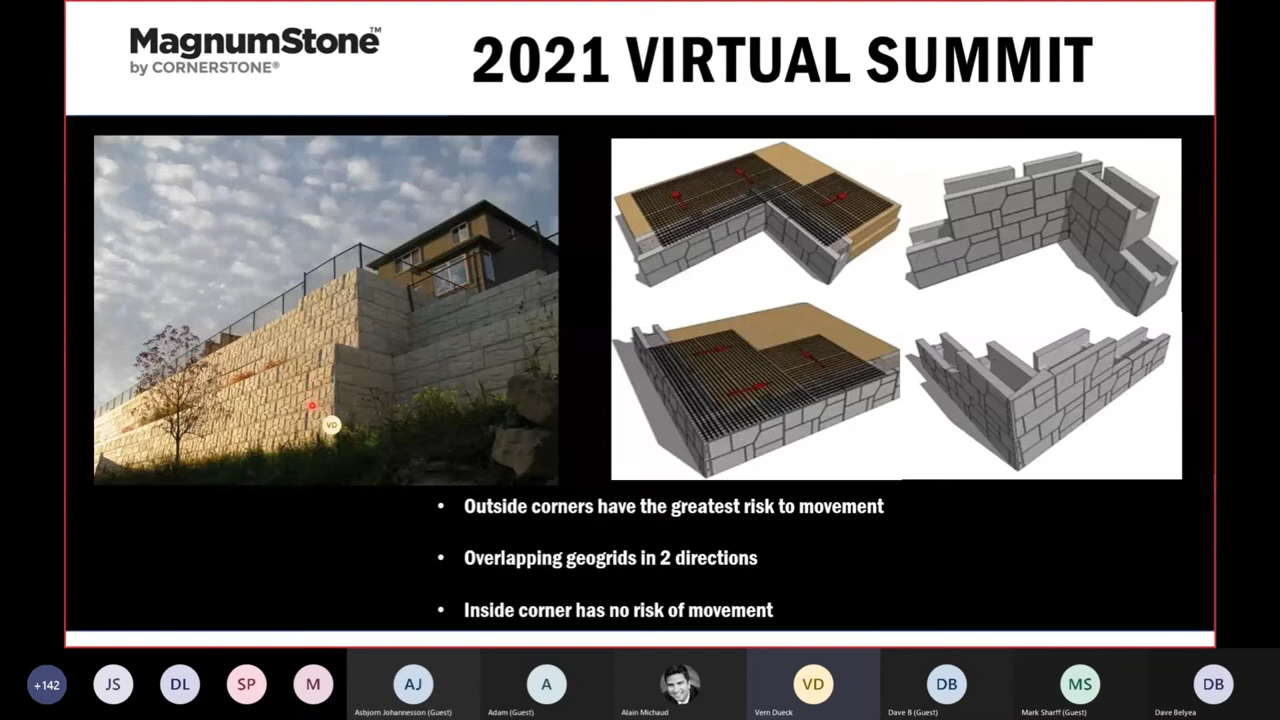 MagnumStone™
by CORNERSTONE®
2021 VIRTUAL SUMMIT
VD
• Outside corners have the greatest risk to movement
• Overlapping geogrids in 2 directions
• Inside corner has no risk of movement
+142
JS
DL
SP
M
AJ
A
VD
DB
MS
DB
Asbjorn Johannesson (Guest)
Adam (Guest)
Alain Michaud
Vern Dueck
Dave B (Guest)
Mark Sharff (Guest)
Dave Belyea